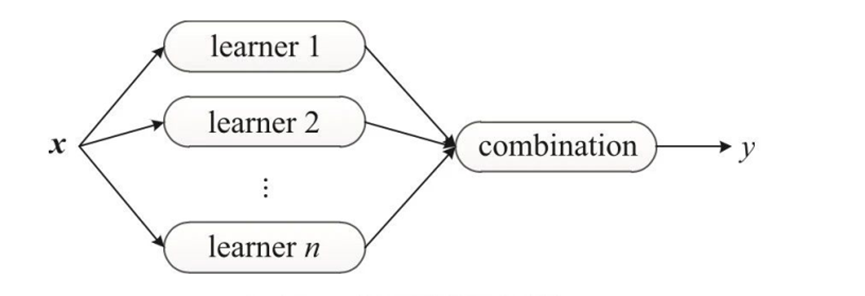 learner 1
learner 2
x
combination
y
⋮
learner n